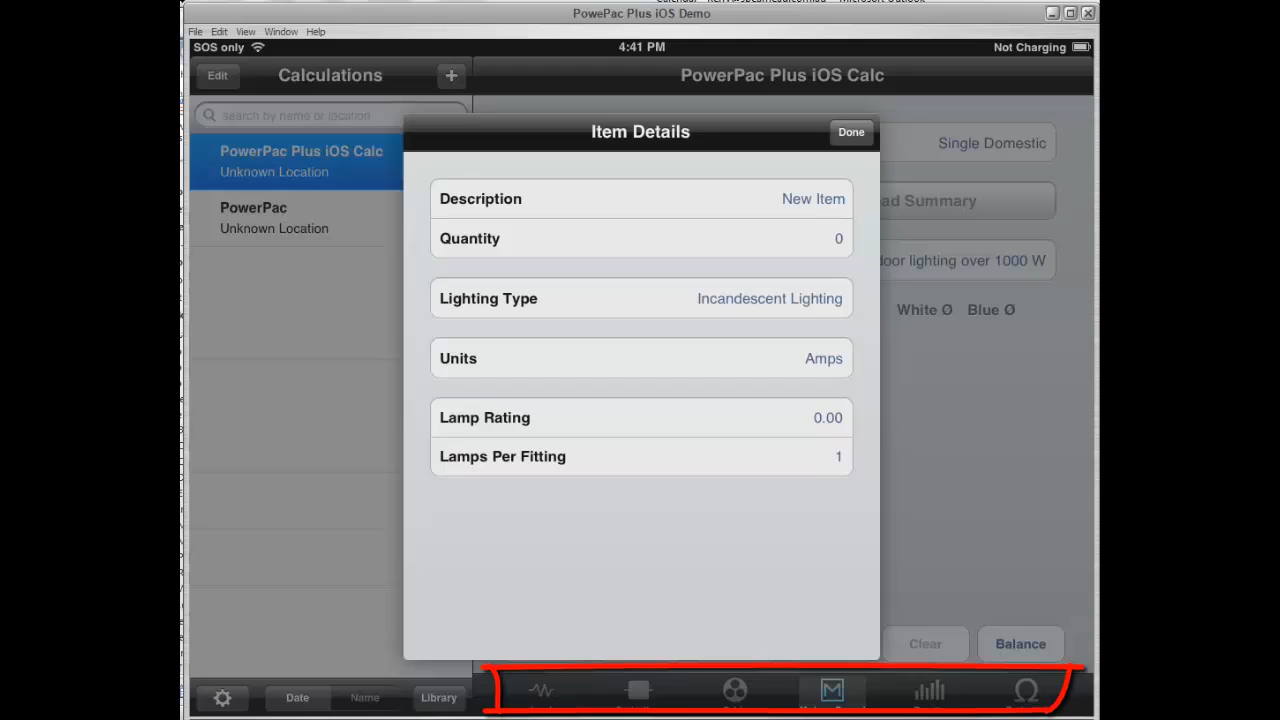 PowePac Plus iOS Demo
File Edit View Window Help
SOS only 4:41 PM Not Charging
Edit Calculations + PowerPac Plus iOS Calc
search by name or location
Item Details Done
PowerPac Plus iOS Calc
Unknown Location
Single Domestic
PowerPac
Unknown Location
Description New Item
ad Summary
Quantity 0
oor lighting over 1000 W
Lighting Type Incandescent Lighting
White Ø Blue Ø
Units Amps
Lamp Rating 0.00
Lamps Per Fitting 1
Clear Balance
Date Name Library